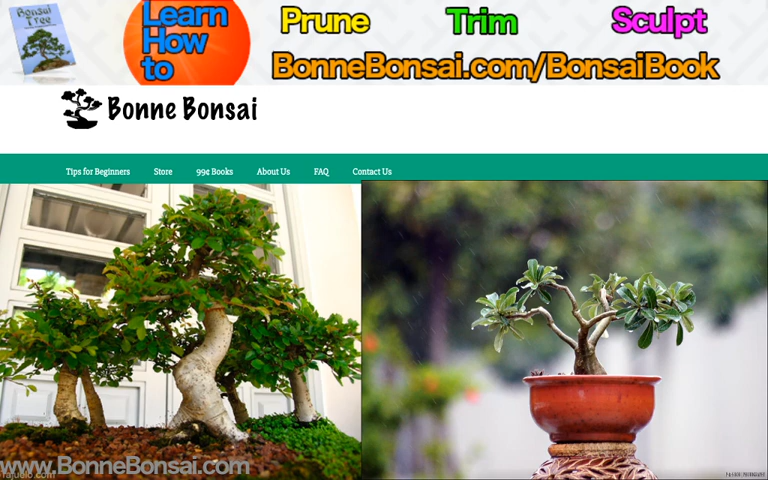 Bonsai
Tree
Learn
How
to
Prune Trim Sculpt
BonneBonsai.com/BonsaiBook
Bonne Bonsai
Tips for Beginners Store 99¢ Books About Us FAQ Contact Us
www.BonneBonsai.com